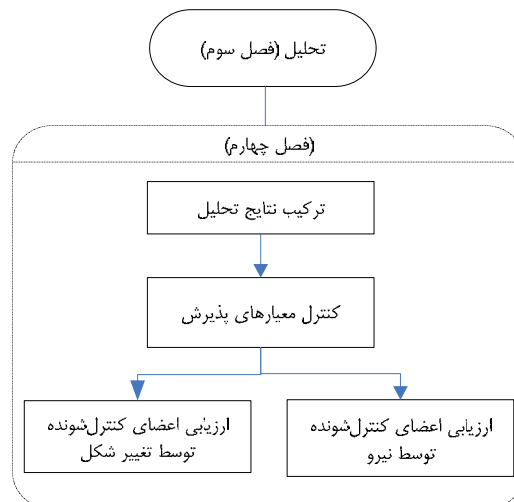 تحلیل (فصل سوم)
(فصل چهارم)
ترکیب نتایج تحلیل
کنترل معیارهای پذیرش
ارزیابی اعضای کنترل‌شونده
توسط نیرو
ارزیابی اعضای کنترل‌شونده
توسط تغییر شکل